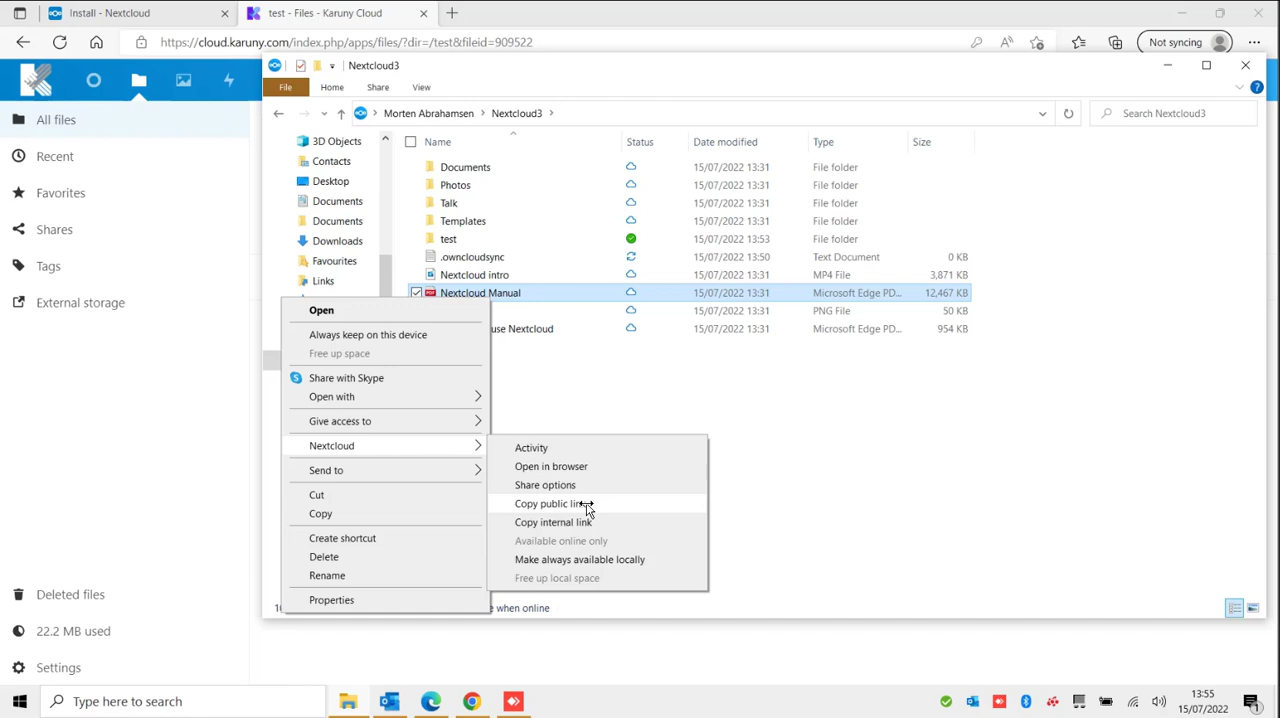 Install - Nextcloud
test - Files - Karuny Cloud
https://cloud.karuny.com/index.php/apps/files/?dir=/test&fileid=909522
Not syncing
All files
Recent
Favorites
Shares
Tags
External storage
Deleted files
22.2 MB used
Settings
Nextcloud3
File Home Share View
Morten Abrahamsen > Nextcloud3 >
Search Nextcloud3
3D Objects
Contacts
Desktop
Documents
Documents
Downloads
Favourites
Links
Name Status Date modified Type Size
Documents 15/07/2022 13:31 File folder
Photos 15/07/2022 13:31 File folder
Talk 15/07/2022 13:31 File folder
Templates 15/07/2022 13:31 File folder
test 15/07/2022 13:53 File folder
.owncloudsync 15/07/2022 13:50 Text Document 0 KB
Nextcloud intro 15/07/2022 13:31 MP4 File 3,871 KB
Nextcloud Manual 15/07/2022 13:31 Microsoft Edge PD... 12,467 KB
15/07/2022 13:31 PNG File 50 KB
use Nextcloud 15/07/2022 13:31 Microsoft Edge PD... 954 KB
Open
Always keep on this device
Free up space
Share with Skype
Open with
Give access to
Nextcloud
Send to
Cut
Copy
Create shortcut
Delete
Rename
Properties
Activity
Open in browser
Share options
Copy public
Copy internal link
Available online only
Make always available locally
Free up local space
when online
Type here to search
13:55
15/07/2022
1